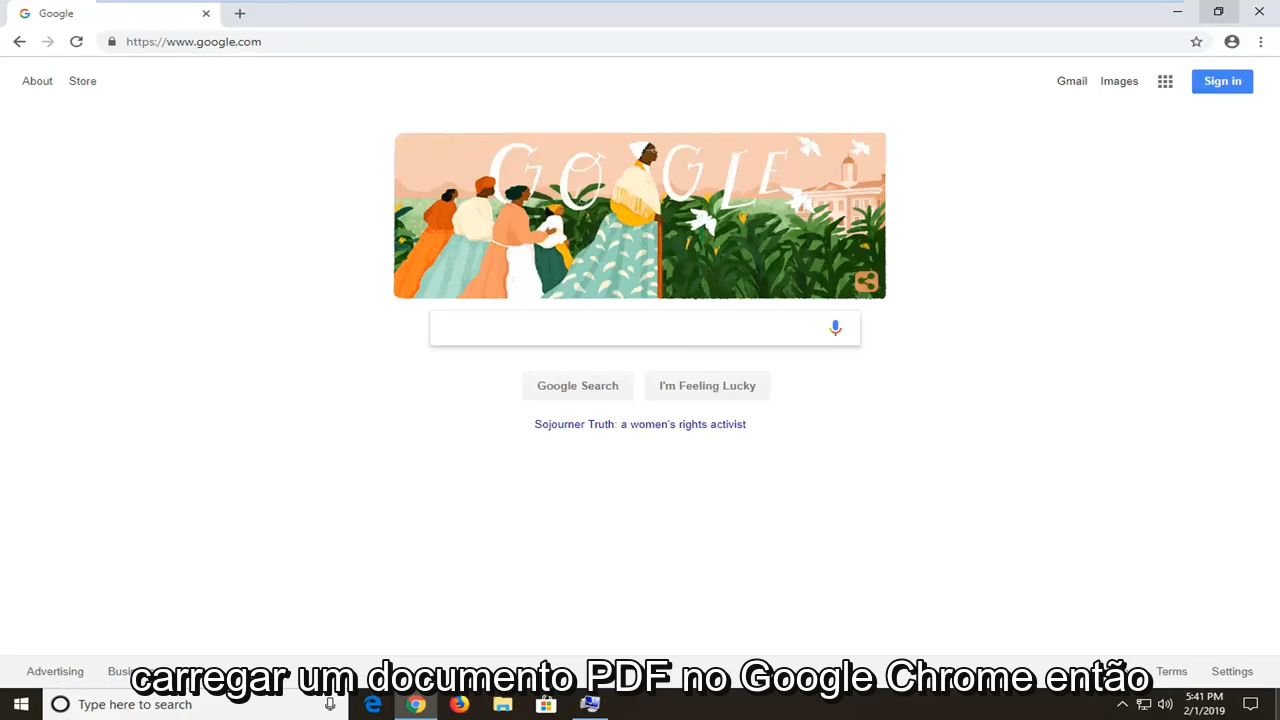 Google
https://www.google.com
About Store
Gmail Images Sign in
GOOGLE
Google Search I'm Feeling Lucky
Sojourner Truth: a women's rights activist
Advertising Terms Settings
carregar um documento PDF no Google Chrome então
Type here to search
5:41 PM
2/1/2019